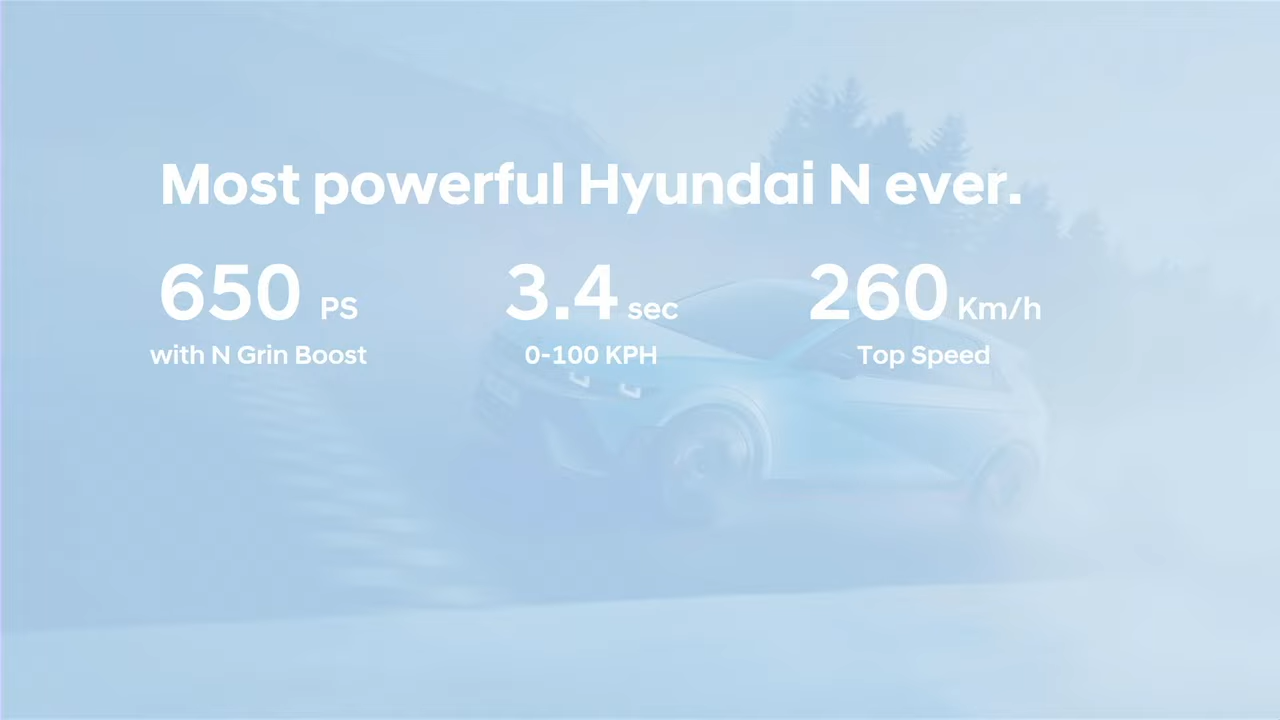 Most powerful Hyundai N ever.
650 PS 3.4 sec 260 Km/h
with N Grin Boost 0-100 KPH Top Speed